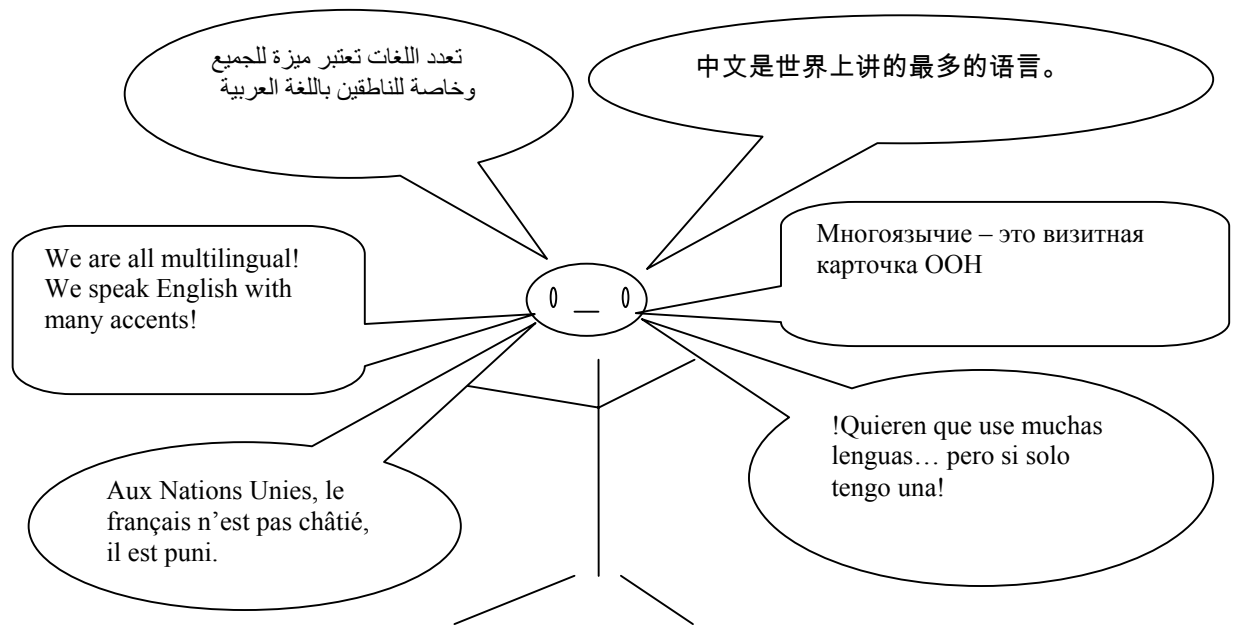 تعدد اللغات تعتبر ميزة للجميع
وخاصة للناطقين باللغة العربية
中文是世界上讲的最多的语言。
We are all multilingual!
We speak English with
many accents!
Многоязычие – это визитная
карточка ООН
Aux Nations Unies, le
français n’est pas châtié,
il est puni.
!Quieren que use muchas
lenguas… pero si solo
tengo una!